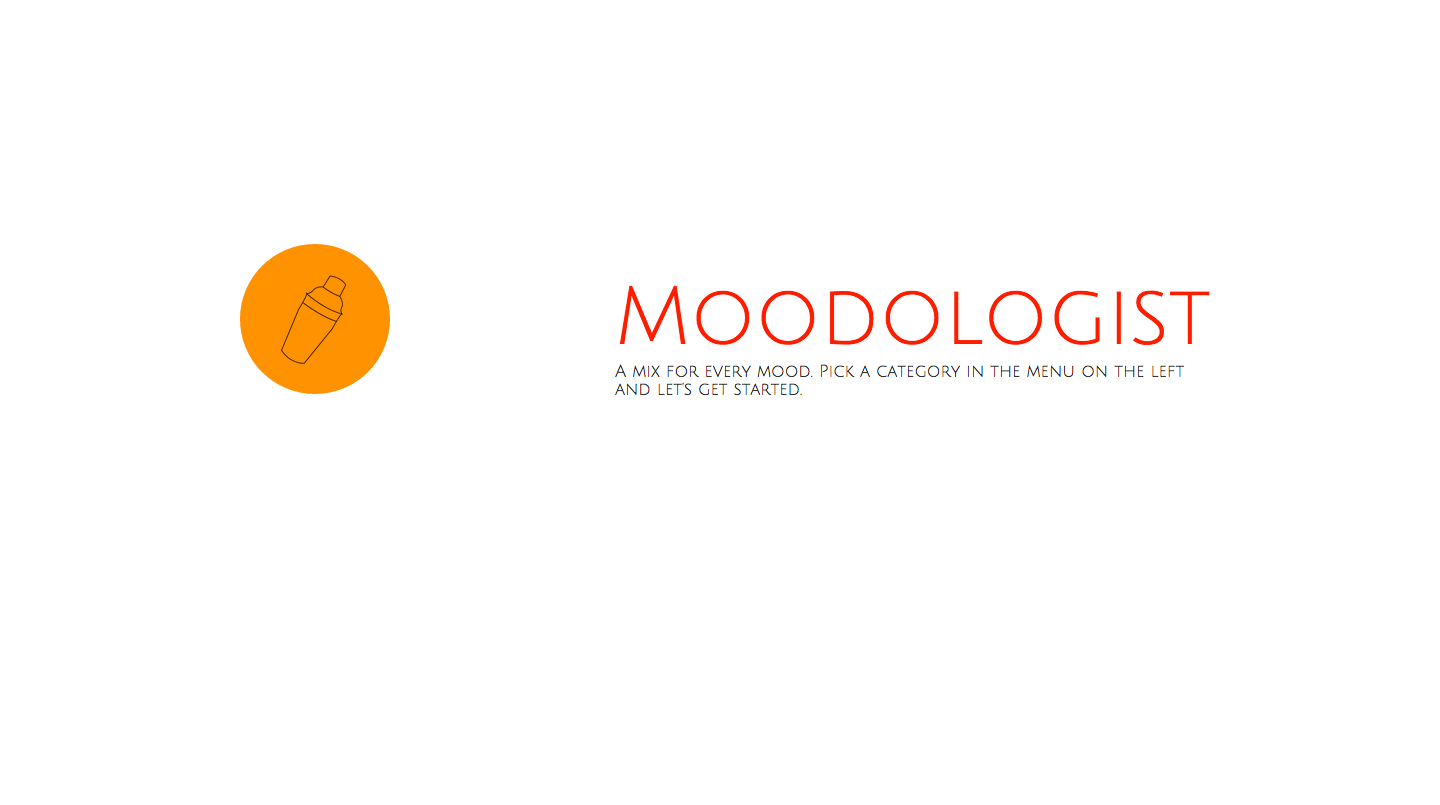 Moodologist
A mix for every mood. Pick a category in the menu on the left
and let's get started.